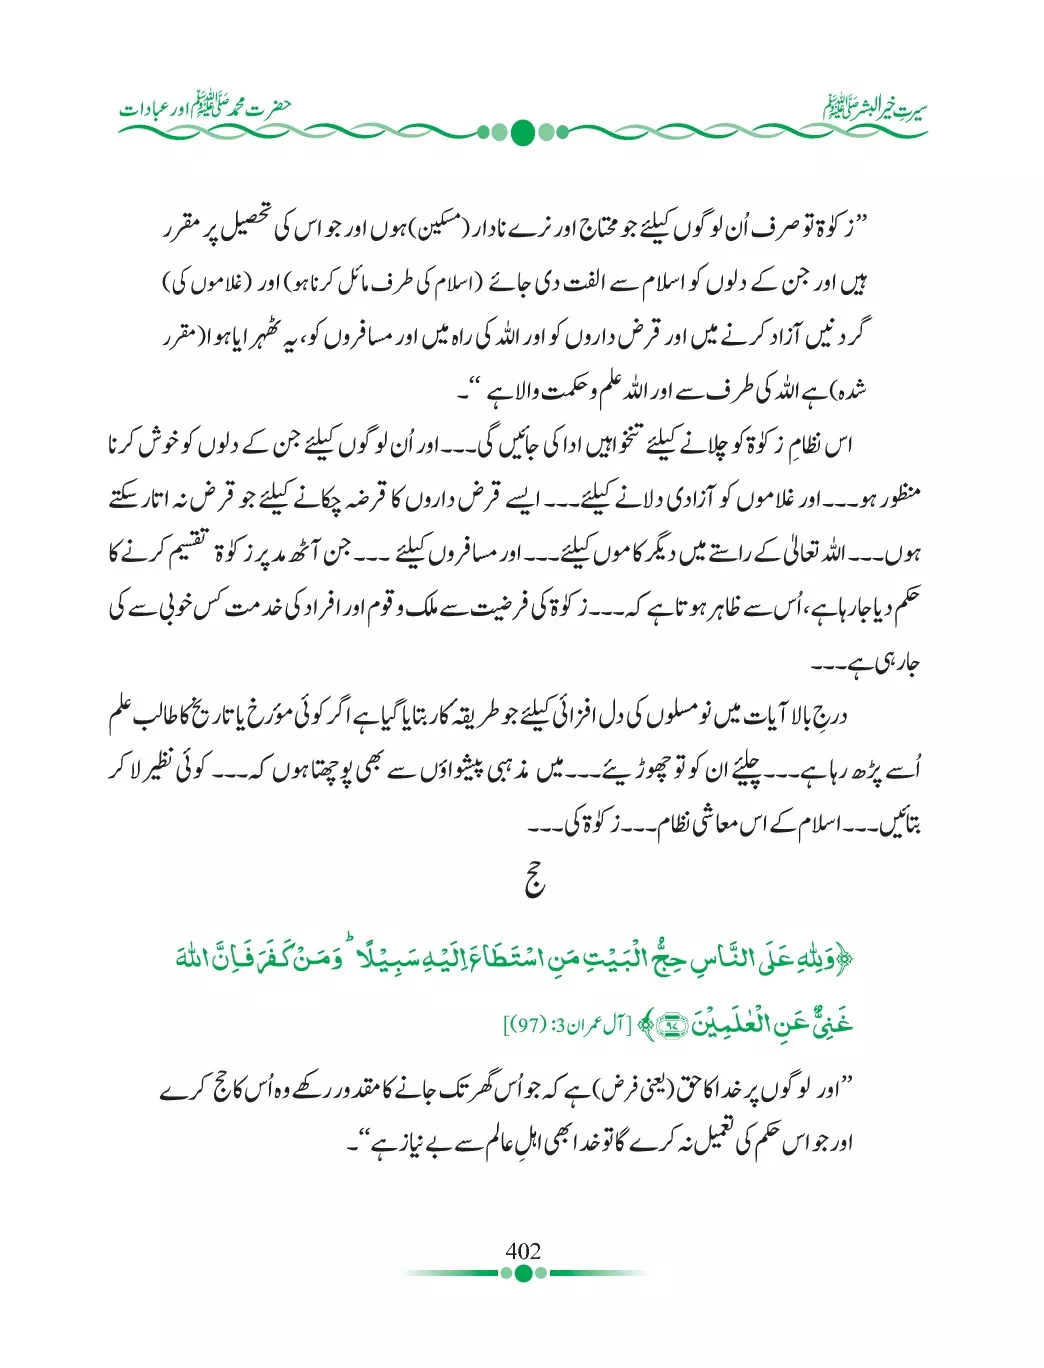 سیرتِ خیر البشر ﷺ
حضرت محمد ﷺ اور عبادات
”زکوٰۃ تو صرف اُن لوگوں کیلئے جو محتاج اور نرے نادار (مسکین) ہوں اور جو اس کی تحصیل پر مقرر
ہیں اور جن کے دلوں کو اسلام سے الفت دی جائے (اسلام کی طرف مائل کرنا ہو) اور (غلاموں کی)
گردنیں آزاد کرنے میں اور قرض داروں کو اور اللہ کی راہ میں اور مسافروں کو، یہ ٹھہرایا ہوا (مقرر
شدہ) ہے اللہ کی طرف سے اور اللہ علم و حکمت والا ہے “۔
اس نظامِ زکوٰۃ کو چلانے کیلئے تنخواہیں ادا کی جائیں گی۔۔۔اور اُن لوگوں کیلئے جن کے دلوں کو خوش کرنا
منظور ہو۔۔۔اور غلاموں کو آزادی دلانے کیلئے۔۔۔ ایسے قرض داروں کا قرضہ چکانے کیلئے جو قرض نہ اتار سکتے
ہوں۔۔۔ اللہ تعالیٰ کے راستے میں دیگر کاموں کیلئے۔۔۔ اور مسافروں کیلئے ۔۔۔جن آٹھ مد پر زکوٰۃ تقسیم کرنے کا
حکم دیا جا رہا ہے، اُس سے ظاہر ہوتا ہے کہ۔۔۔زکوٰۃ کی فرضیت سے ملک و قوم اور افراد کی خدمت کس خوبی سے کی
جا رہی ہے۔۔۔
درجِ بالا آیات میں نو مسلوں کی دل افزائی کیلئے جو طریقہٴ کار بتایا گیا ہے اگر کوئی مؤرخ یا تاریخ کا طالب علم
اُسے پڑھ رہا ہے۔۔۔چلیئے ان کو تو چھوڑیئے۔۔۔میں مذہبی پیشواؤں سے بھی پوچھتا ہوں کہ۔۔۔ کوئی نظیر لا کر
بتائیں۔۔۔اسلام کے اس معاشی نظام۔۔۔زکوٰۃ کی۔۔۔
حج
﴿وَلِلّٰهِ عَلَى النَّاسِ حِجُّ الْبَيْتِ مَنِ اسْتَطَاعَ اِلَيْهِ سَبِيْلًا ؕ وَمَنْ كَفَرَ فَاِنَّ اللّٰهَ
غَنِىٌّ عَنِ الْعٰلَمِيْنَ ۹۷﴾ [آل عمران 3: (97)]
”اور لوگوں پر خدا کا حق (یعنی فرض) ہے کہ جو اُس گھر تک جانے کا مقدور رکھے وہ اُس کا حج کرے
اور جو اس حکم کی تعمیل نہ کرے گا تو خدا بھی اہلِ عالم سے بے نیاز ہے“۔
402